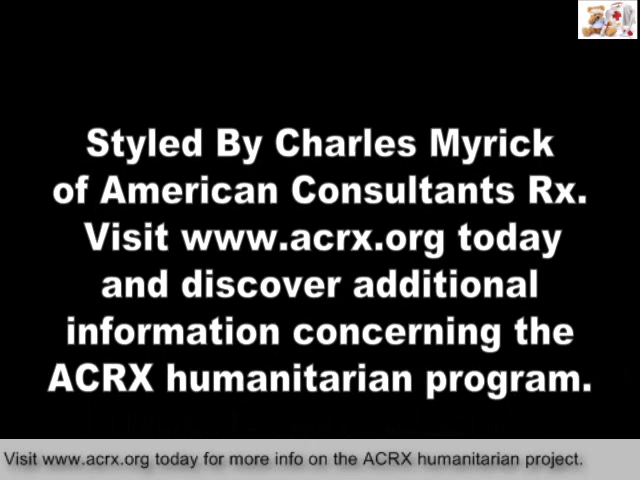 Styled By Charles Myrick
of American Consultants Rx.
Visit www.acrx.org today
and discover additional
information concerning the
ACRX humanitarian program.
Visit www.acrx.org today for more info on the ACRX humanitarian project.